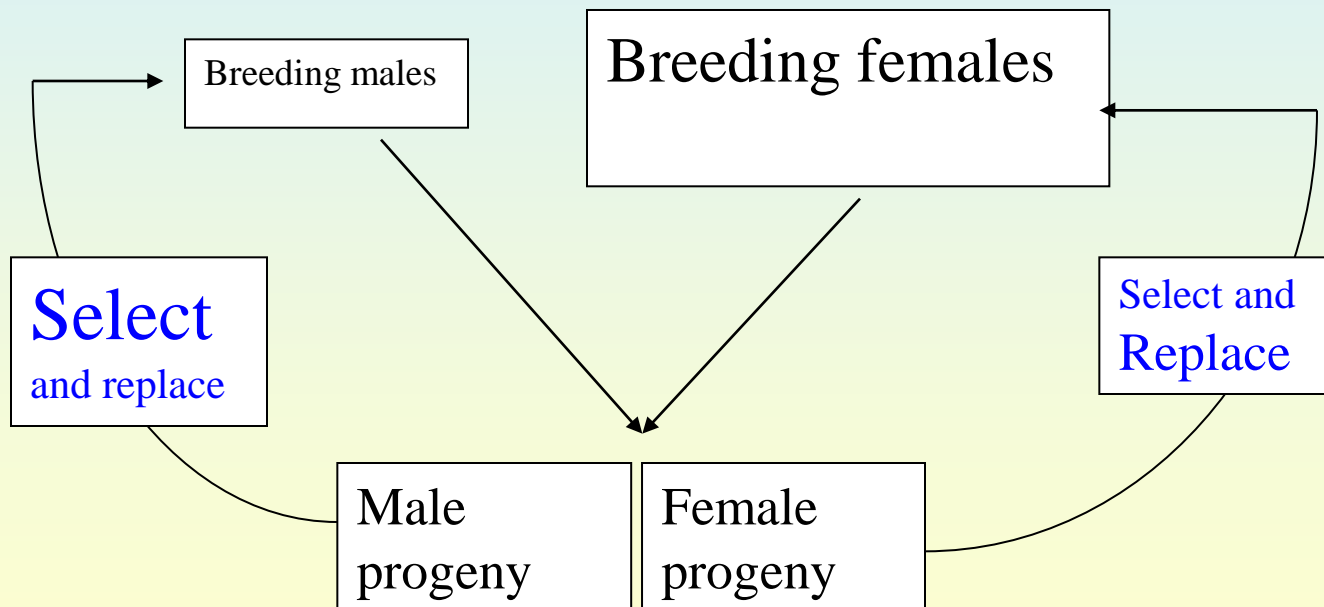 Breeding males
Breeding females
Select
and replace
Select and
Replace
Male
progeny
Female
progeny